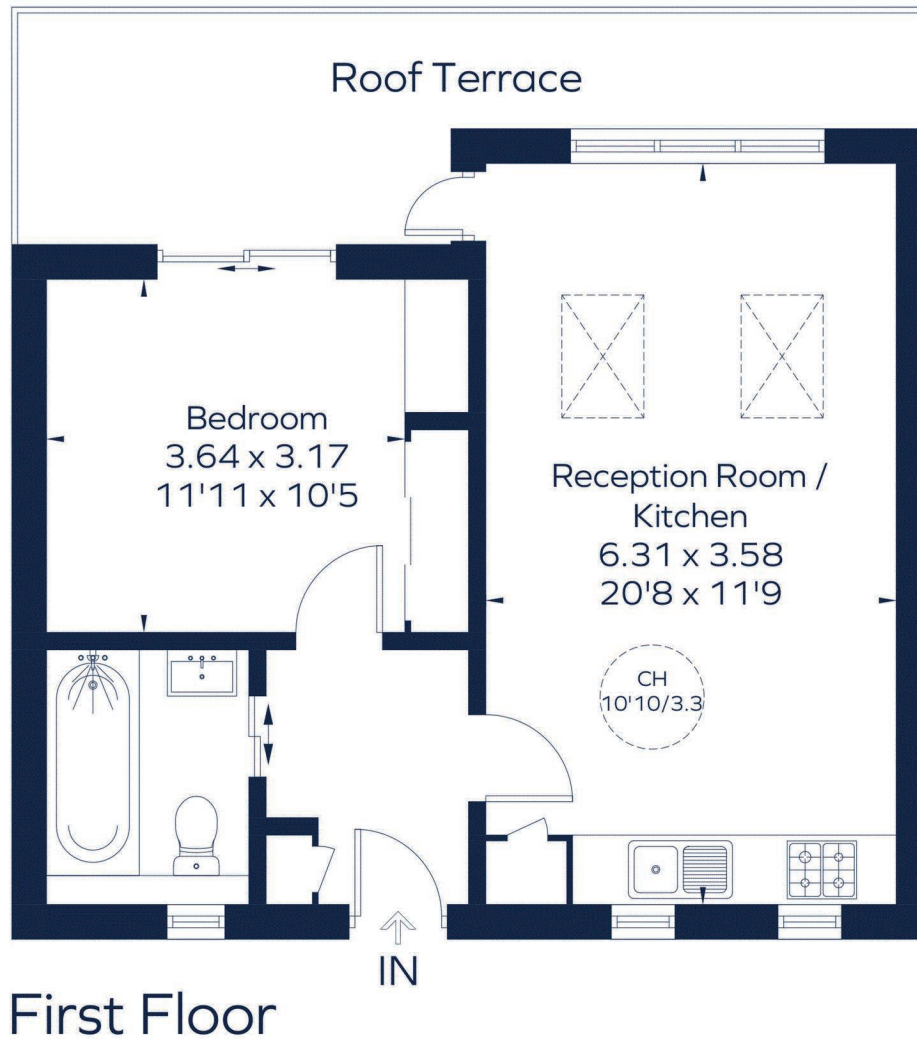 Roof Terrace
Bedroom
3.64 x 3.17
11'11 x 10'5
Reception Room /
Kitchen
6.31 x 3.58
20'8 x 11'9
CH
10'10/3.3
IN
First Floor